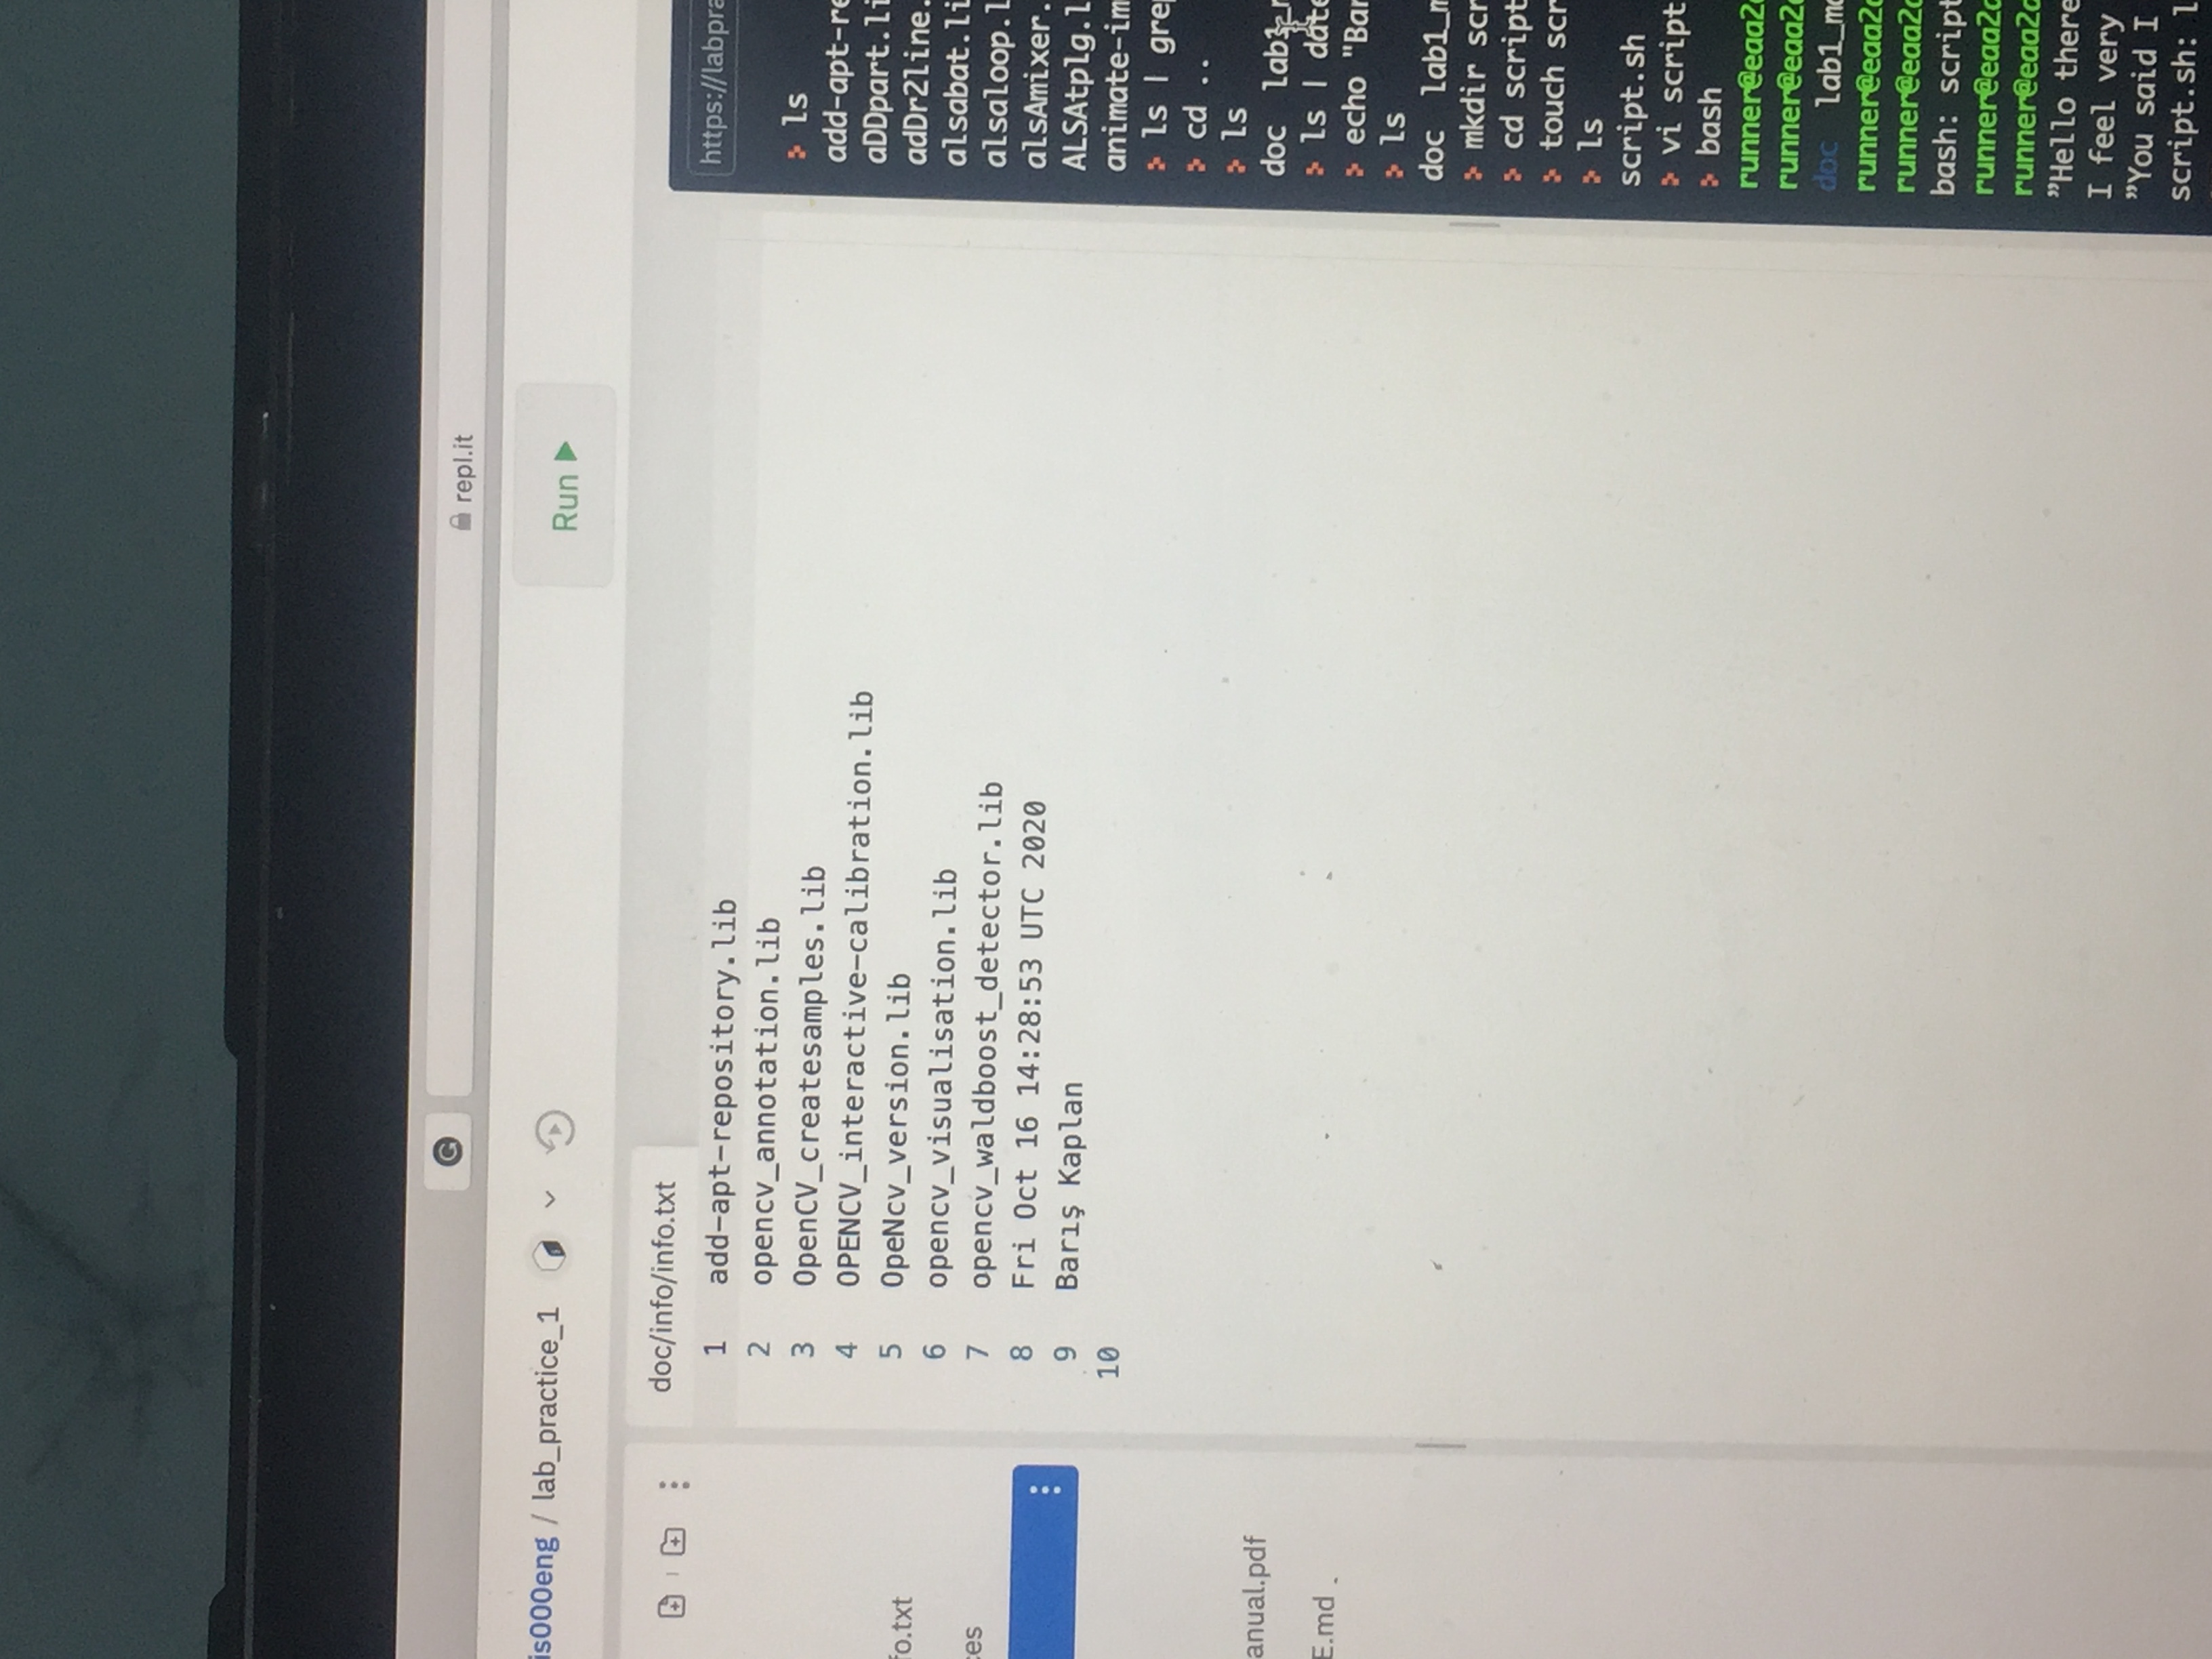 repl.it
is000eng / lab_practice_1
Run
fo.txt
ces
anual.pdf
E.md
doc/info/info.txt
1 add-apt-repository.lib
2 opencv_annotation.lib
3 OpenCV_createsamples.lib
4 OPENCV_interactive-calibration.lib
5 OpeNcv_version.lib
6 opencv_visualisation.lib
7 opencv_waldboost_detector.lib
8 Fri Oct 16 14:28:53 UTC 2020
9 Barış Kaplan
10
https://labpra
> ls
add-apt-re
aDDpart.li
adDr2line.
alsabat.li
alsaloop.l
alsAmixer.
ALSAtplg.l
animate-im
> ls | grep
> cd ..
> ls
doc lab1_m
> ls | date
> echo "Bar
> ls
doc lab1_m
> mkdir scr
> cd script
> touch scr
> ls
script.sh
> vi script
> bash
runner@eaa2
runner@eaa2
doc lab1_ma
runner@eaa2
runner@eaa2
bash: script
runner@eaa2
runner@eaa2
”Hello there
I feel very
”You said I
script.sh: l